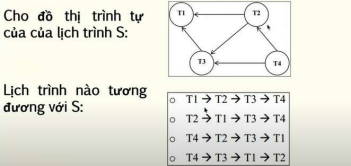 Cho đồ thị trình tự
của của lịch trình S:
T1
T2
T3
T4
Lịch trình nào tương
đương với S:
o T1 → T2 → T3 → T4
o T2 → T1 → T3 → T4
o T4 → T2 → T3 → T1
o T4 → T3 → T1 → T2